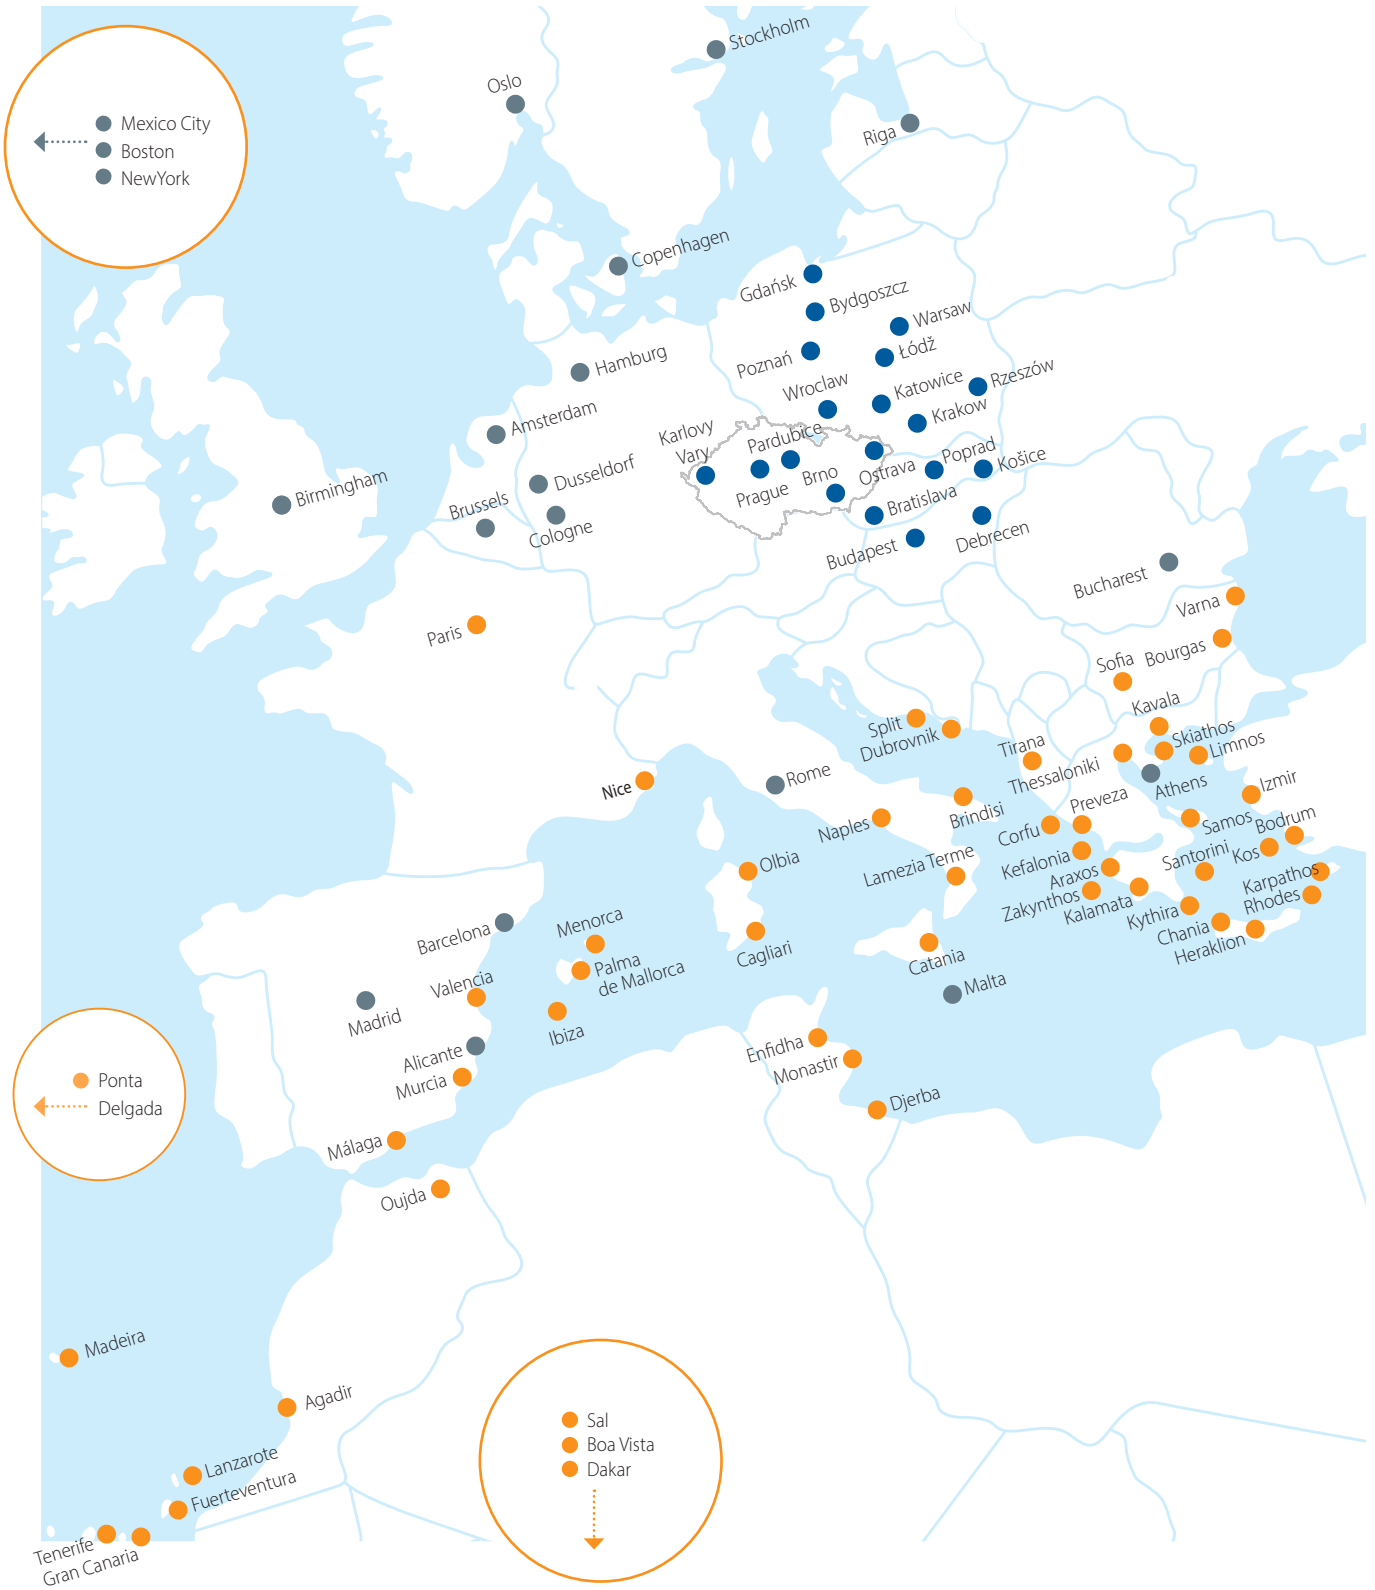 Stockholm
Oslo
Mexico City
Boston
NewYork
Riga
Copenhagen
Gdańsk
Bydgoszcz
Warsaw
Łódž
Poznań
Hamburg
Wroclaw
Katowice
Rzeszów
Krakow
Amsterdam
Karlovy
Vary
Pardubice
Poprad
Košice
Dusseldorf
Birmingham
Prague
Brno
Ostrava
Brussels
Cologne
Bratislava
Budapest
Debrecen
Bucharest
Varna
Paris
Bourgas
Sofia
Kavala
Split
Dubrovnik
Tirana
Skiathos
Limnos
Thessaloniki
Nice
Rome
Athens
Izmir
Brindisi
Preveza
Naples
Corfu
Samos
Bodrum
Olbia
Lamezia Terme
Kefalonia
Santorini
Kos
Araxos
Karpathos
Zakynthos
Kalamata
Rhodes
Kythira
Chania
Heraklion
Barcelona
Menorca
Cagliari
Catania
Palma
de Mallorca
Valencia
Malta
Madrid
Ibiza
Alicante
Murcia
Enfidha
Monastir
Ponta
Delgada
Djerba
Málaga
Oujda
Madeira
Agadir
Sal
Boa Vista
Dakar
Lanzarote
Fuerteventura
Tenerife
Gran Canaria